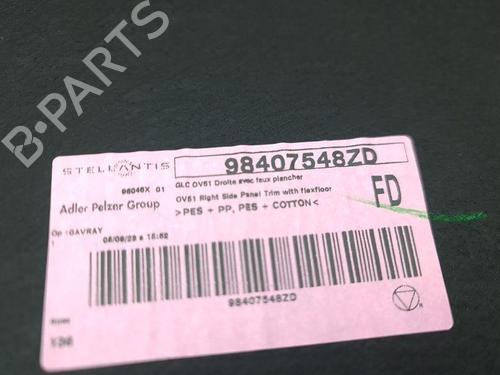 B-PARTS
STELLANTIS
98407548ZD
96046X 01
GLC OV51 Droite avec faux plancher
Adler Pelzer Group
OV51 Right Side Panel Trim with flexfloor
FD
>PES + PP, PES + COTTON<
Op :GAVRAY
1
98407548ZD